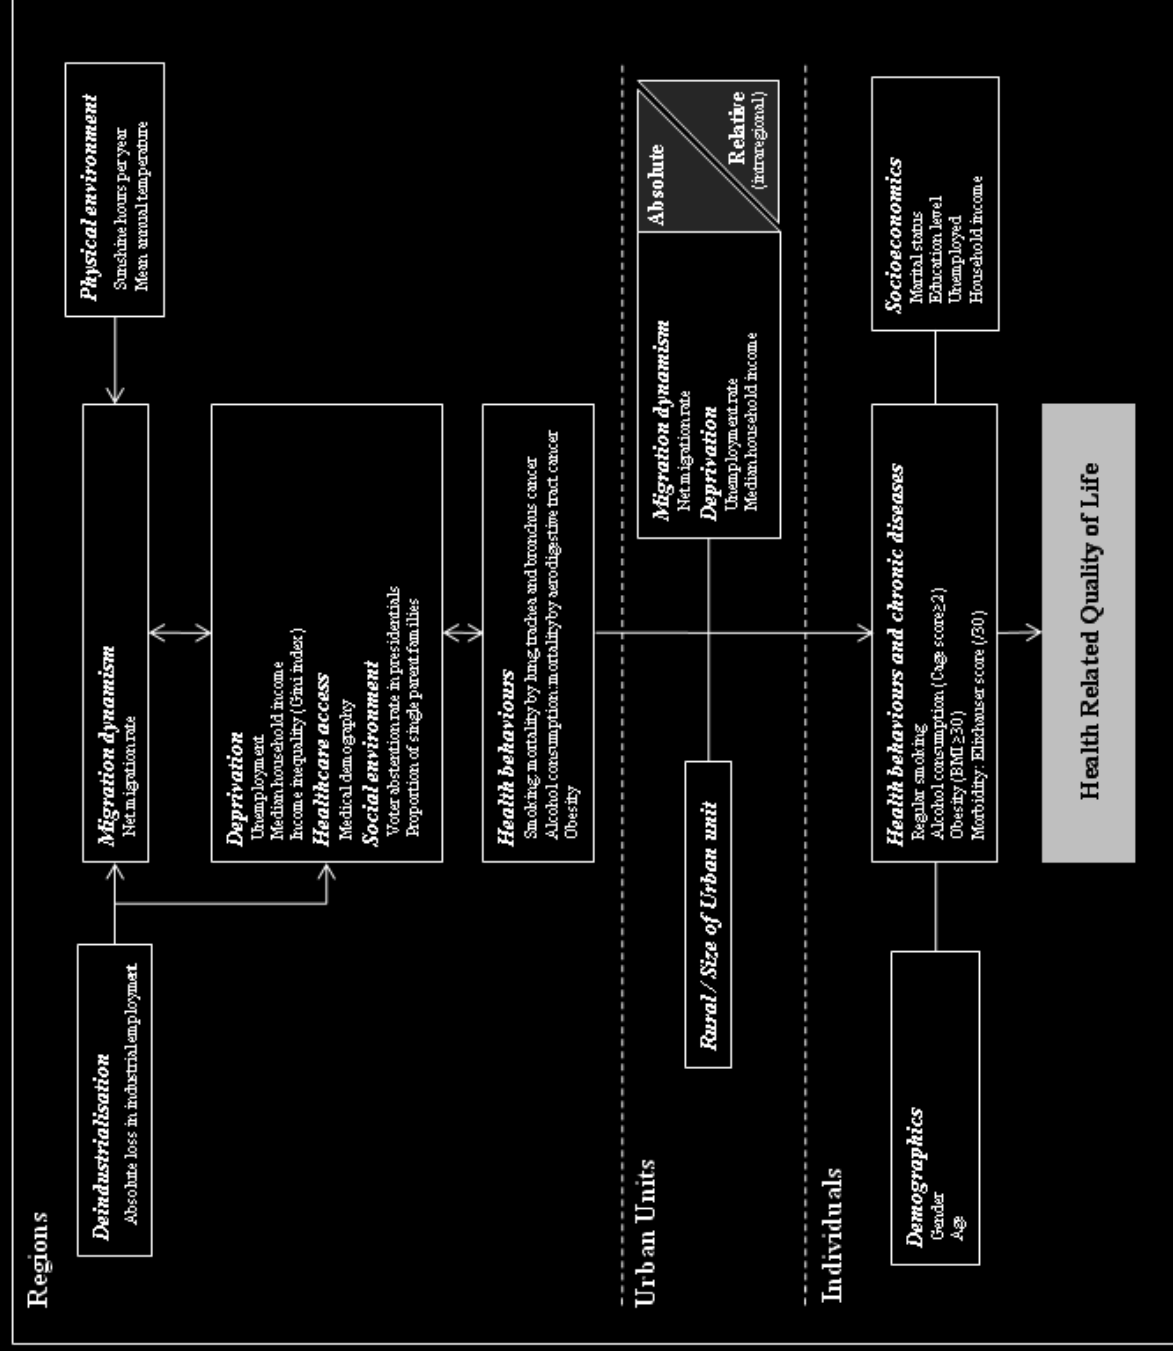 Regions
Deindustrialisation
Absolute loss in industrial employment
Migration dynamism
Net migration rate
Physical environment
Sunshine hours per year
Mean annual temperature
Deprivation
Unemployment
Median household income
Income inequality (Gini index)
Healthcare access
Medical demography
Social environment
Voter abstention rate in presidentials
Proportion of single parent families
Health behaviours
Smoking: mortality by lung trachea and bronchus cancer
Alcohol consumption: mortality by aerodigestive tract cancer
Obesity
Urban Units
Rural / Size of Urban unit
Migration dynamism
Net migration rate
Deprivation
Unemployment rate
Median household income
Absolute
Relative
(intraregional)
Individuals
Demographics
Gender
Age
Health behaviours and chronic diseases
Regular smoking
Alcohol consumption (Cage score≥2)
Obesity (BMI ≥30)
Morbidity: Elixhauser score (/30)
Socioeconomics
Marital status
Education level
Unemployed
Household income
Health Related Quality of Life